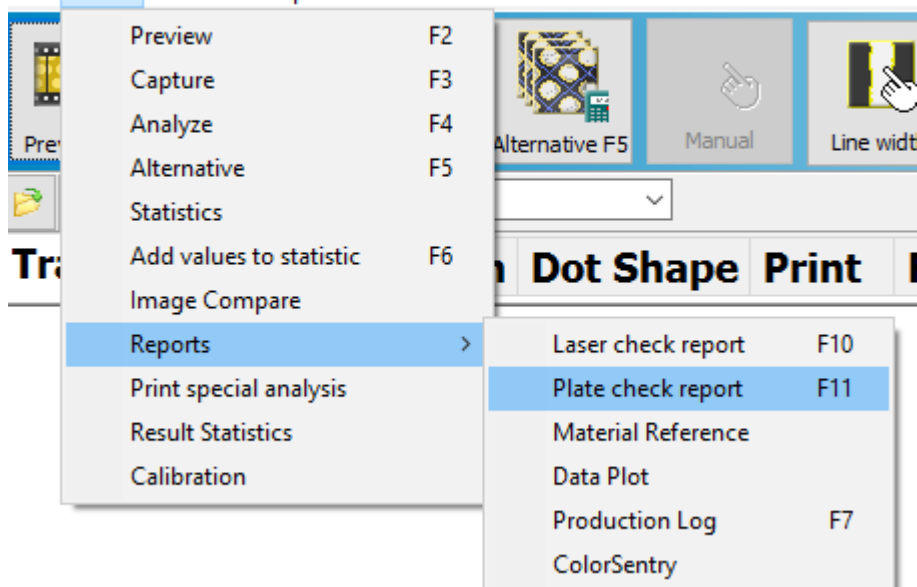 Preview F2
Capture F3
Analyze F4
Alternative F5
Statistics
Add values to statistic F6
Image Compare
Reports >
Print special analysis
Result Statistics
Calibration
Alternative F5
Manual
Dot Shape
Print
Laser check report F10
Plate check report F11
Material Reference
Data Plot
Production Log F7
ColorSentry